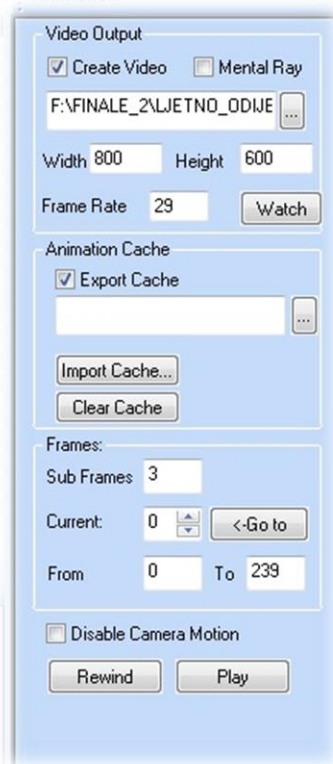 Video Output
Create Video Mental Ray
F:\FINALE_2\LJETNO_ODIJE ...
Width 800 Height 600
Frame Rate 29 Watch
Animation Cache
Export Cache
...
Import Cache...
Clear Cache
Frames:
Sub Frames 3
Current: 0 <-Go to
From 0 To 239
Disable Camera Motion
Rewind Play